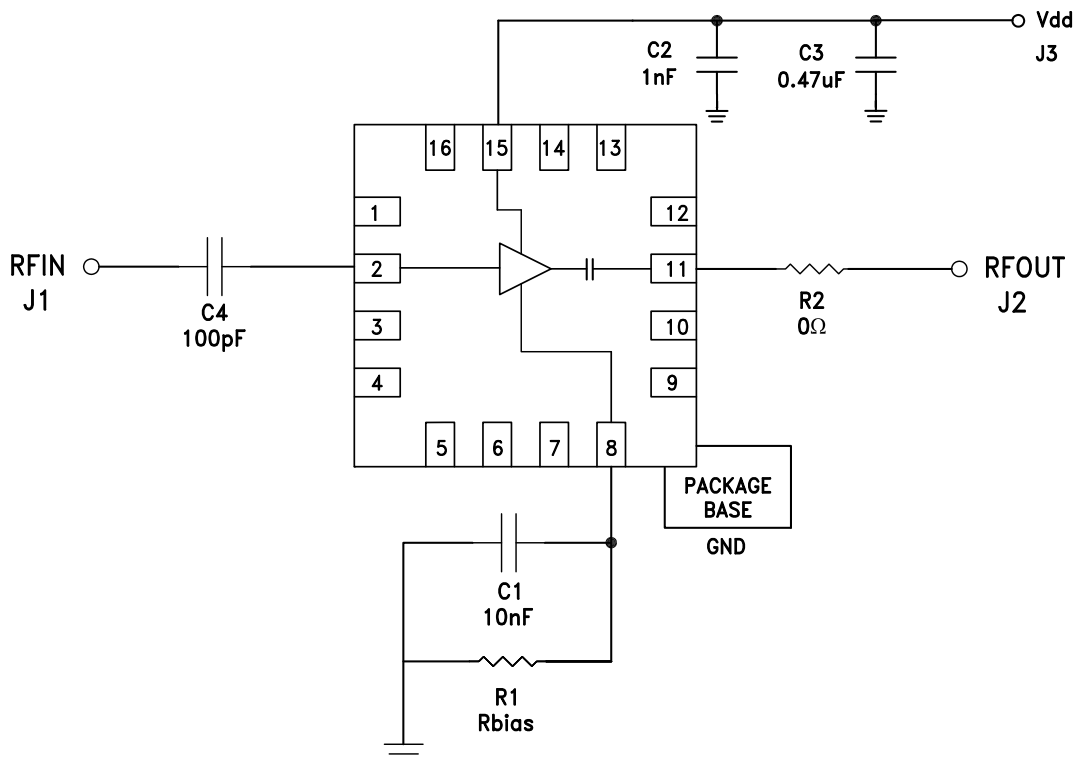 Vdd
J3
C2
1nF
C3
0.47uF
16
15
14
13
1
12
RFIN
J1
C4
100pF
2
11
R2
0Ω
RFOUT
J2
3
10
4
9
5
6
7
8
PACKAGE
BASE
GND
C1
10nF
R1
Rbias